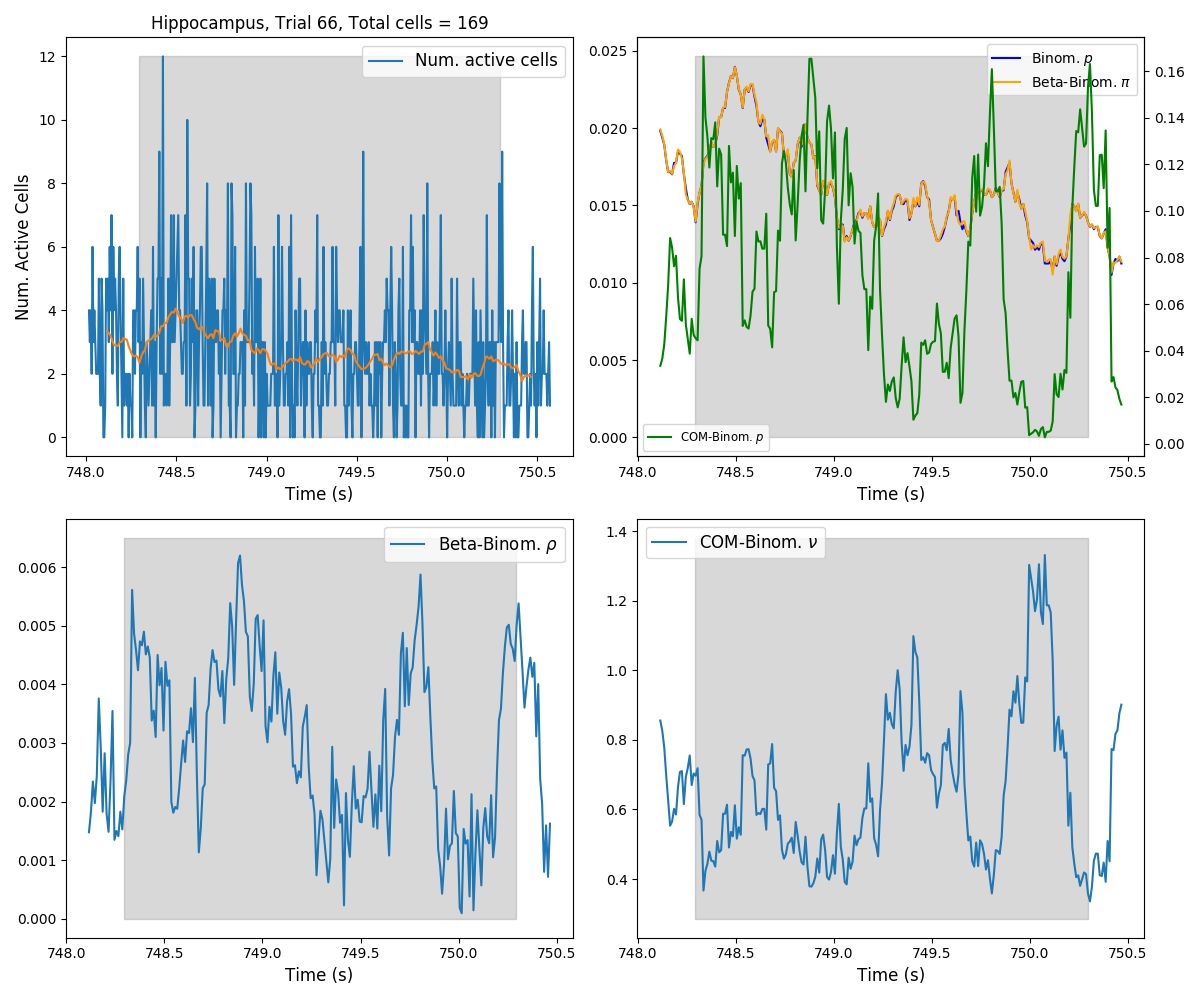 Hippocampus, Trial 66, Total cells = 169
Num. active cells
Num. Active Cells
12
10
8
6
4
2
0
748.0 748.5 749.0 749.5 750.0 750.5
Time (s)
Binom. p
Beta-Binom. π
COM-Binom. p
0.025
0.020
0.015
0.010
0.005
0.000
0.16
0.14
0.12
0.10
0.08
0.06
0.04
0.02
0.00
748.0 748.5 749.0 749.5 750.0 750.5
Time (s)
Beta-Binom. ρ
0.006
0.005
0.004
0.003
0.002
0.001
0.000
748.0 748.5 749.0 749.5 750.0 750.5
Time (s)
COM-Binom. ν
1.4
1.2
1.0
0.8
0.6
0.4
748.0 748.5 749.0 749.5 750.0 750.5
Time (s)